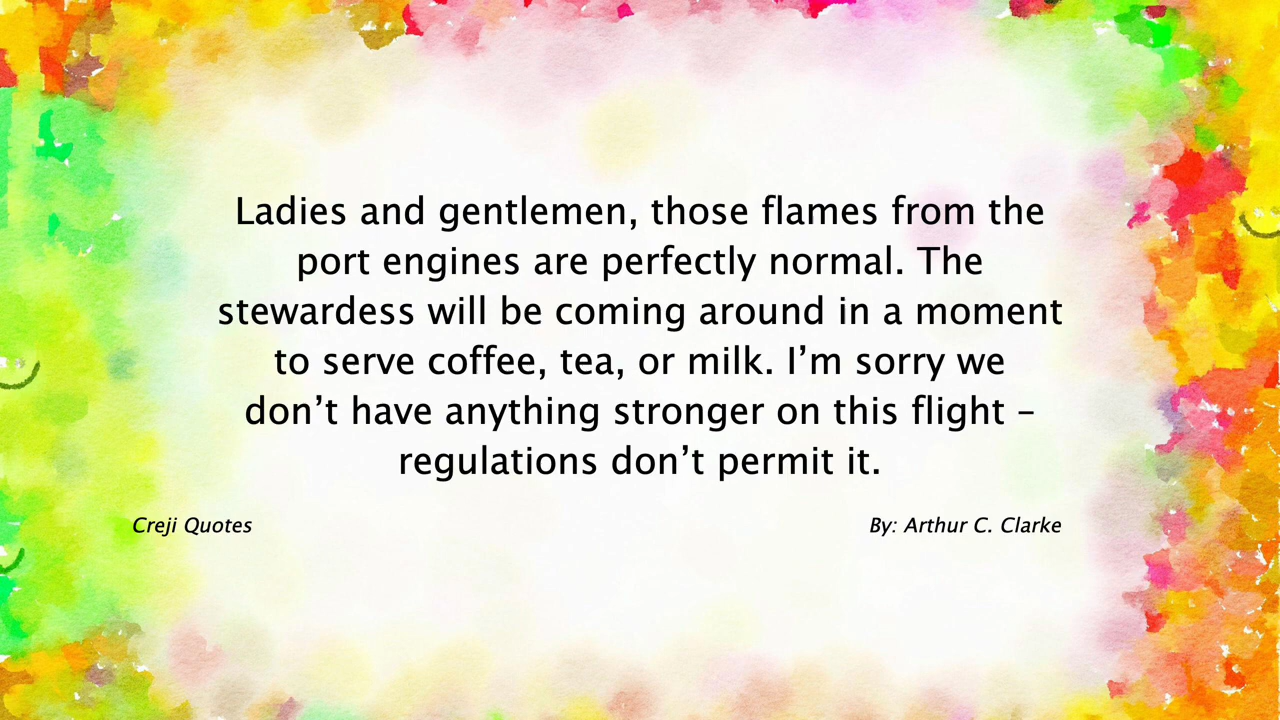 Ladies and gentlemen, those flames from the
port engines are perfectly normal. The
stewardess will be coming around in a moment
to serve coffee, tea, or milk. I’m sorry we
don’t have anything stronger on this flight –
regulations don’t permit it.
Creji Quotes
By: Arthur C. Clarke